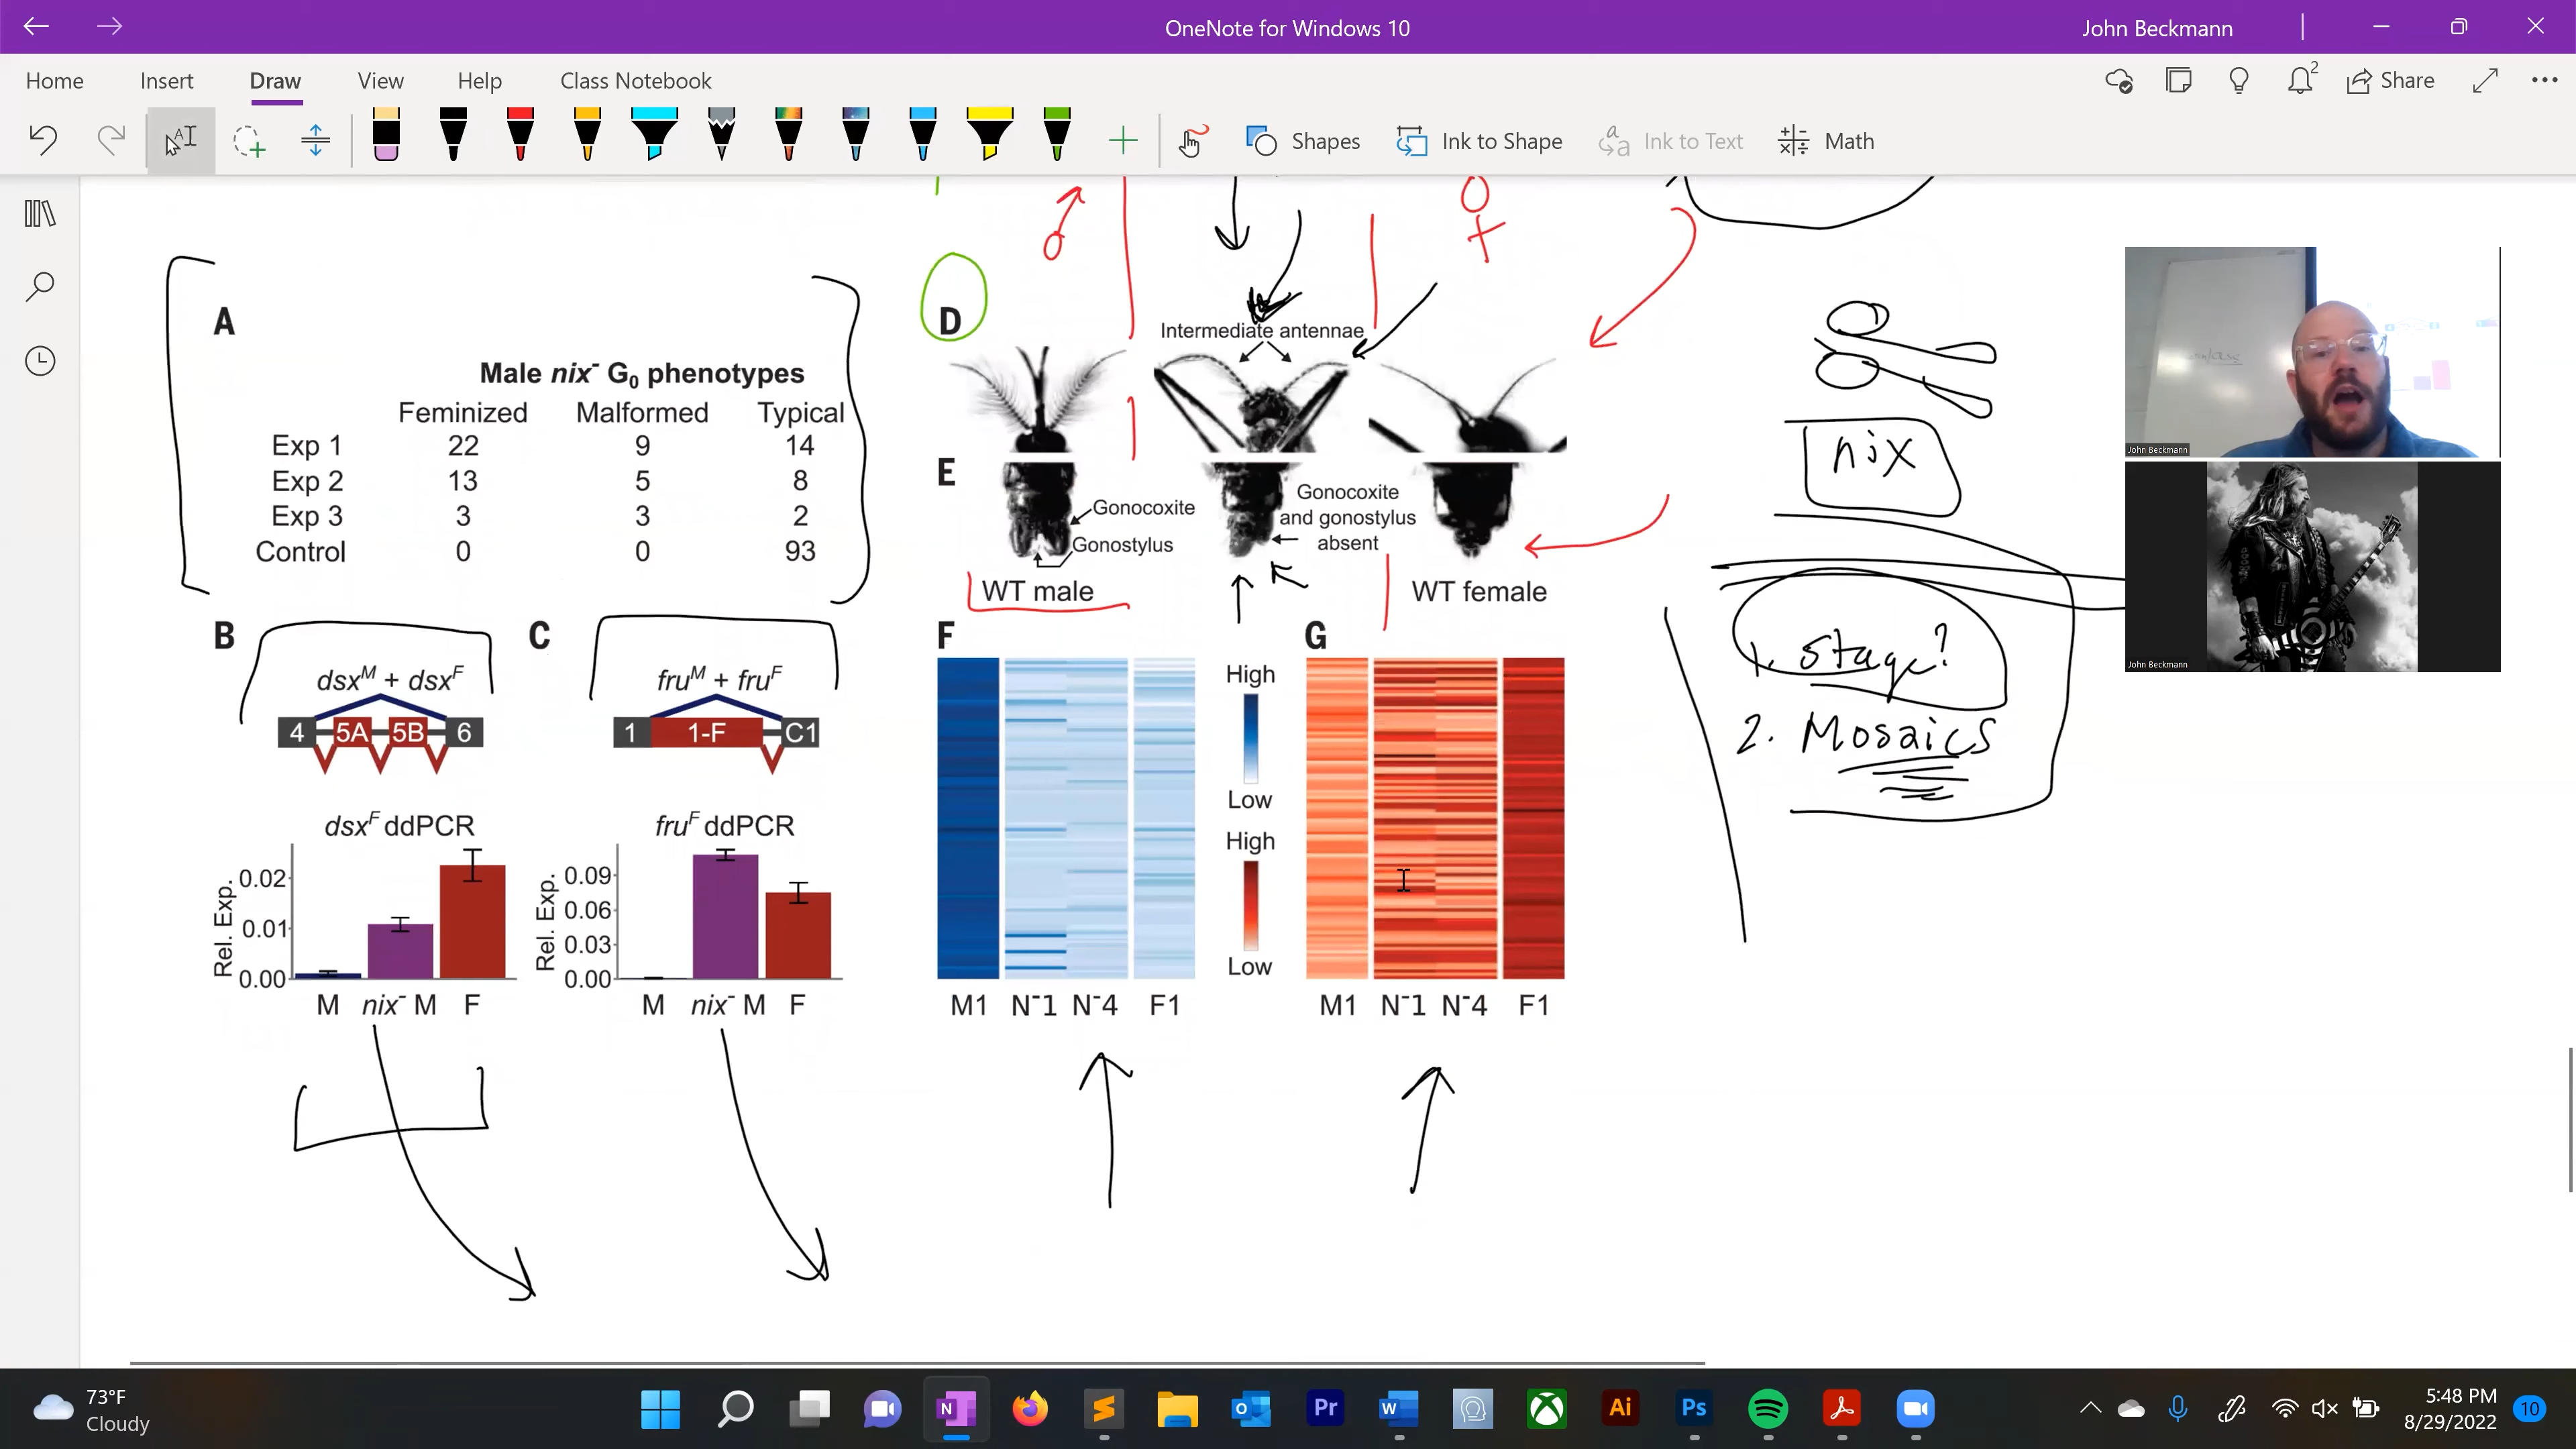 OneNote for Windows 10
John Beckmann
Home Insert Draw View Help Class Notebook
Share
2
Shapes Ink to Shape Ink to Text Math
A
Male nix⁻ G₀ phenotypes
Feminized Malformed Typical
Exp 1 22 9 14
Exp 2 13 5 8
Exp 3 3 3 2
Control 0 0 93
B
dsxᴹ + dsxF
4 5A 5B 6
dsxF ddPCR
Rel. Exp.
0.02
0.01
0.00
M nix⁻ M F
C
fruᴹ + fruF
1 1-F C1
fruF ddPCR
Rel. Exp.
0.09
0.06
0.03
0.00
M nix⁻ M F
D
Intermediate antennae
E
Gonocoxite
Gonostylus
Gonocoxite
and gonostylus
absent
WT male
WT female
F
High
Low
M1 N⁻1 N⁻4 F1
G
High
Low
M1 N⁻1 N⁻4 F1
nix
1. stage?
2. Mosaics
John Beckmann
John Beckmann
73°F
Cloudy
N
O
Pr
W
Ai
Ps
5:48 PM
8/29/2022
10